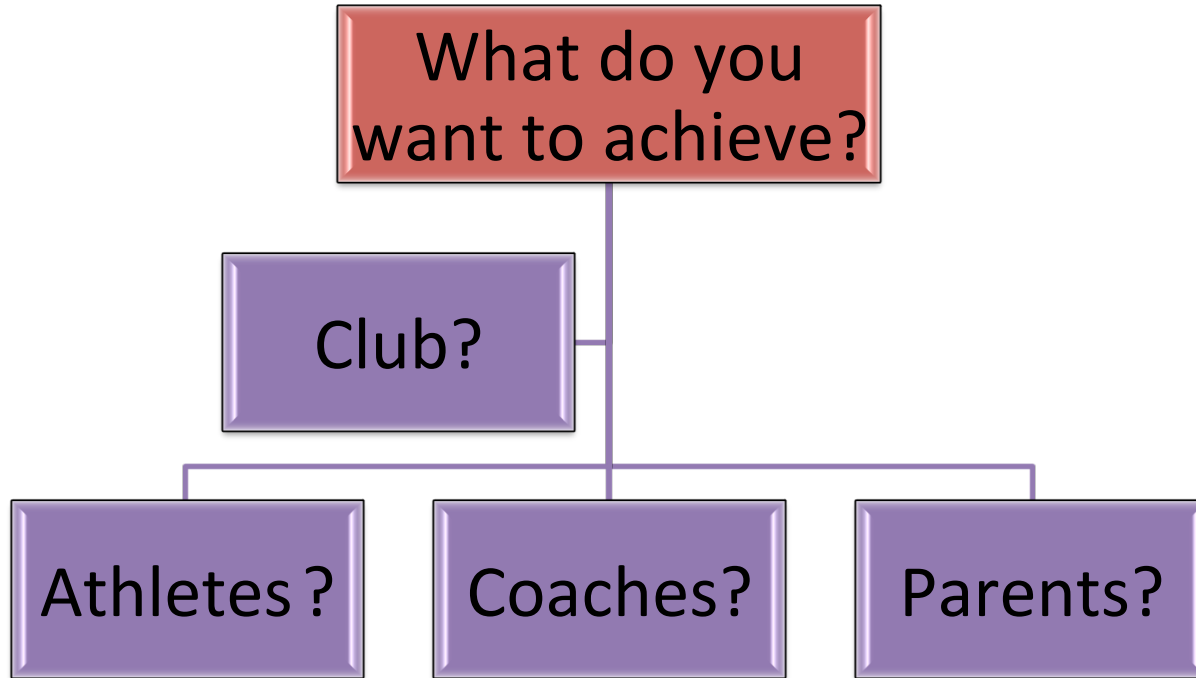 What do you
want to achieve?
Club?
Athletes ?
Coaches?
Parents?